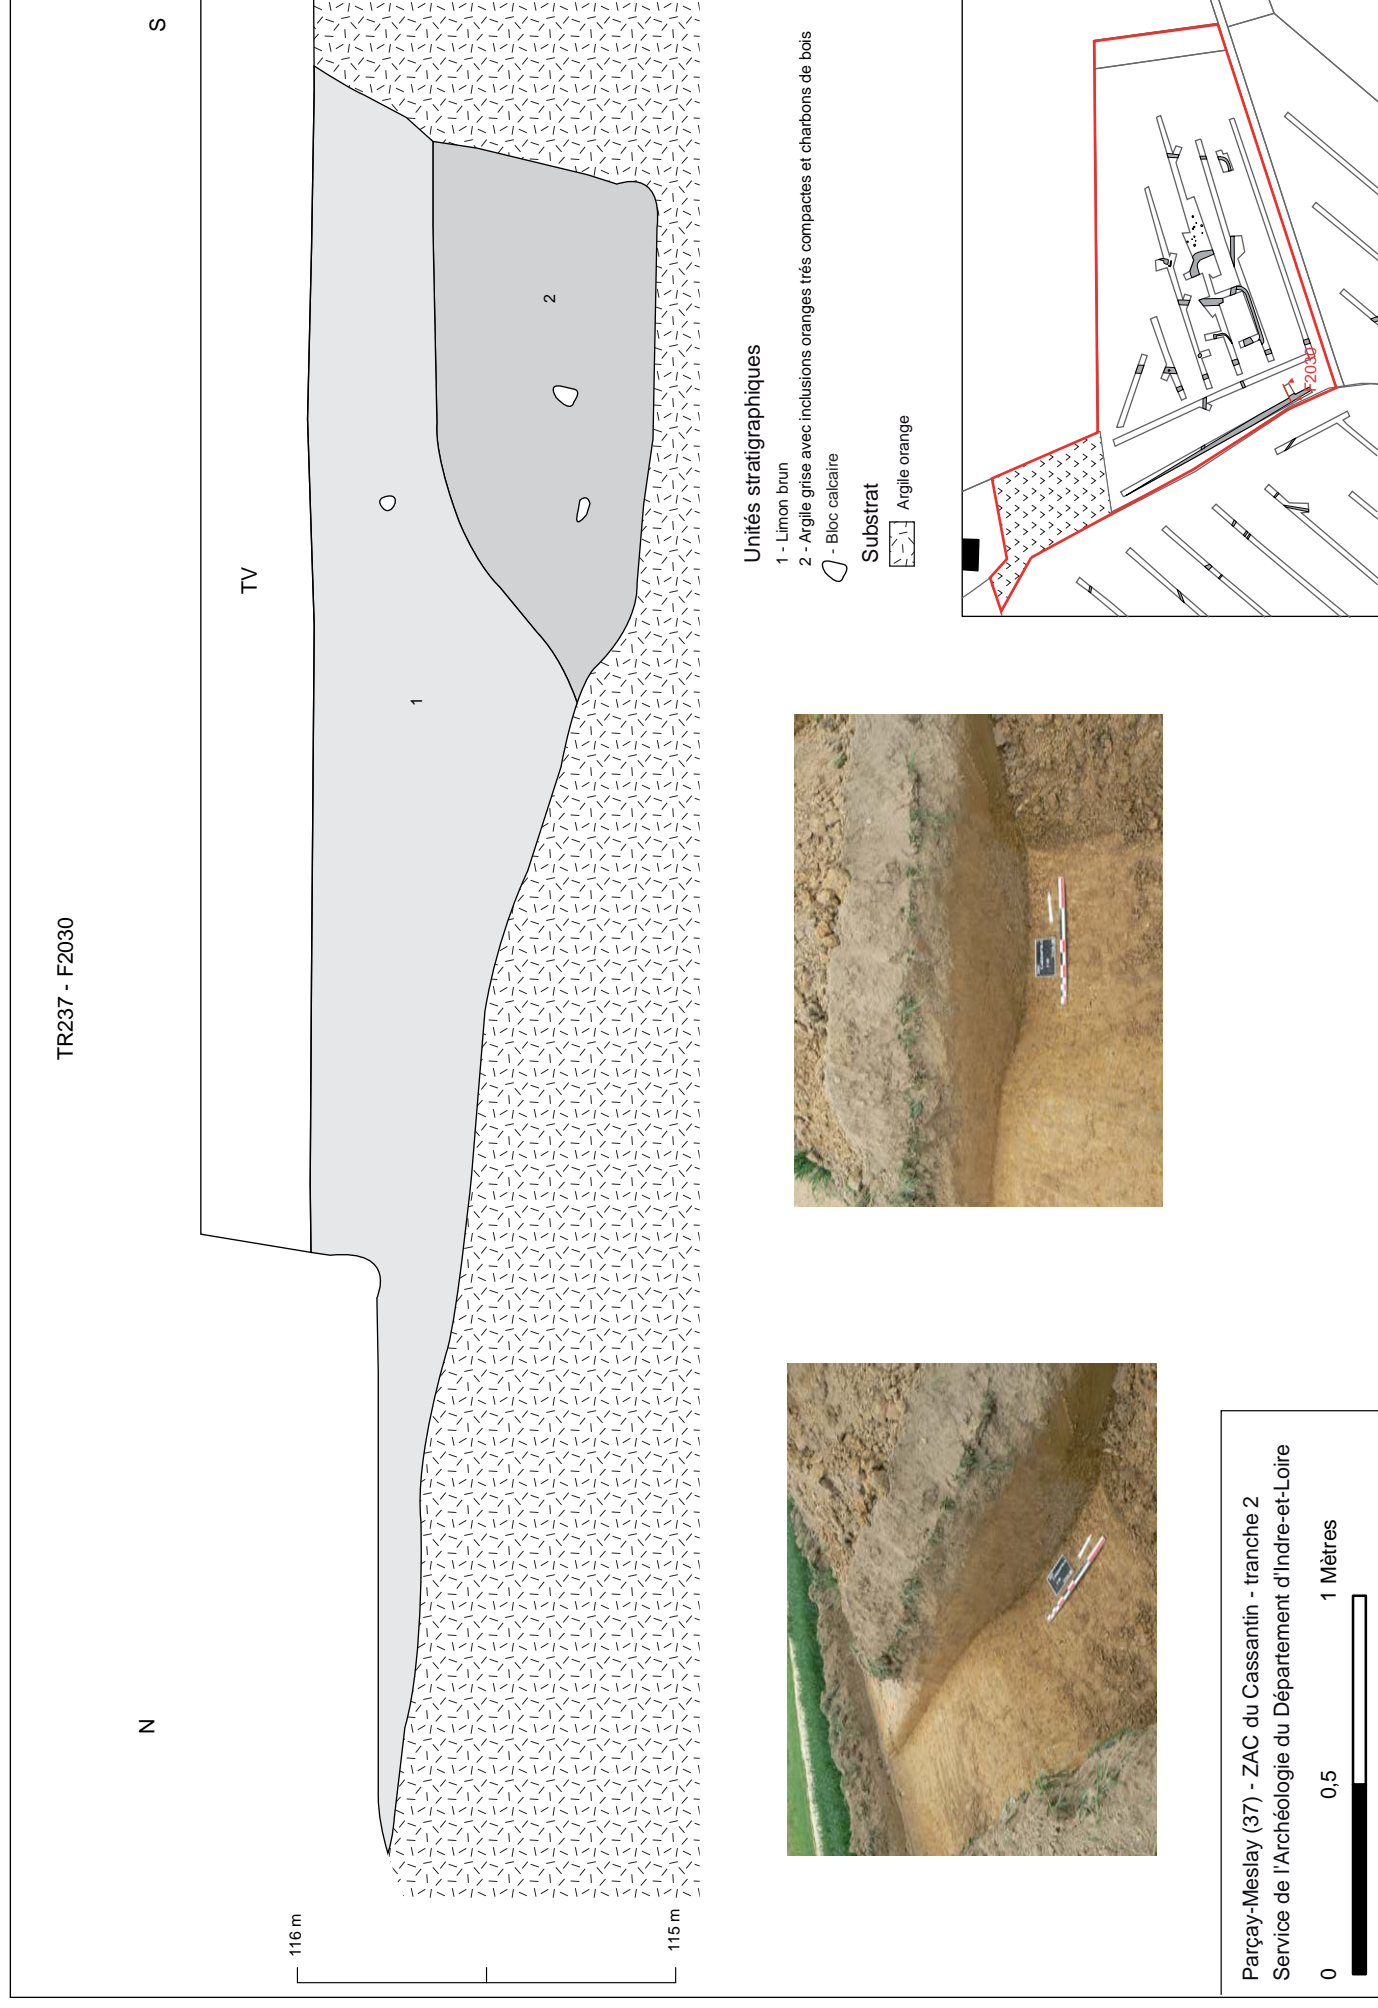 TR237 - F2030
N
S
TV
116 m
115 m
1
2
Unités stratigraphiques
1 - Limon brun
2 - Argile grise avec inclusions oranges trés compactes et charbons de bois
- Bloc calcaire
Substrat
Argile orange
F2030
Parçay-Meslay (37) - ZAC du Cassantin - tranche 2
Service de l'Archéologie du Département d'Indre-et-Loire
0
0,5
1 Mètres